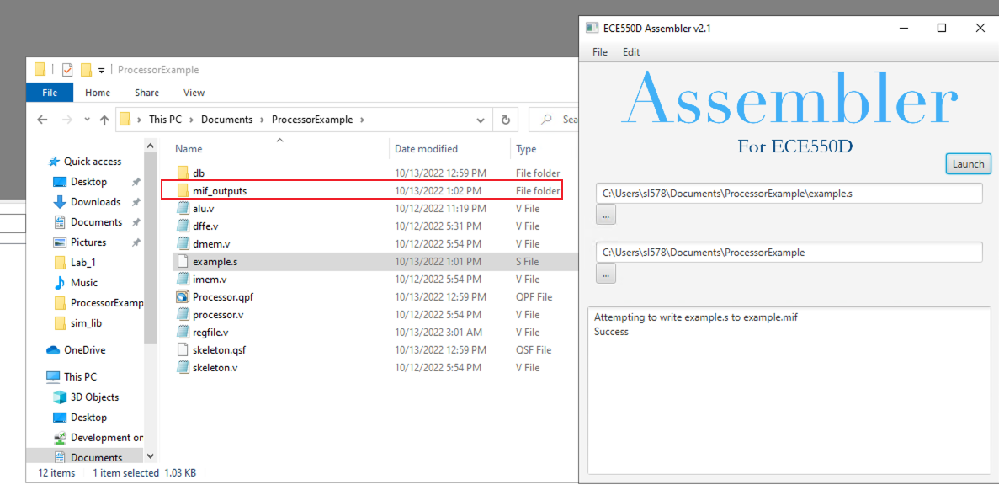 ProcessorExample
File Home Share View
This PC Documents ProcessorExample
Sea
Quick access
Desktop
Downloads
Documents
Pictures
Lab_1
Music
ProcessorExamp
sim_lib
OneDrive
This PC
3D Objects
Desktop
Development or
Documents
Name Date modified Type
db 10/13/2022 12:59 PM File folder
mif_outputs 10/13/2022 1:02 PM File folder
alu.v 10/12/2022 11:19 PM V File
dffe.v 10/12/2022 5:31 PM V File
dmem.v 10/12/2022 5:54 PM V File
example.s 10/13/2022 1:01 PM S File
imem.v 10/12/2022 5:54 PM V File
Processor.qpf 10/13/2022 12:59 PM QPF File
processor.v 10/12/2022 5:54 PM V File
regfile.v 10/13/2022 3:01 AM V File
skeleton.qsf 10/13/2022 12:59 PM QSF File
skeleton.v 10/12/2022 5:54 PM V File
12 items 1 item selected 1.03 KB
ECE550D Assembler v2.1
File Edit
Assembler
For ECE550D
Launch
C:\Users\sl578\Documents\ProcessorExample\example.s
...
C:\Users\sl578\Documents\ProcessorExample
...
Attempting to write example.s to example.mif
Success